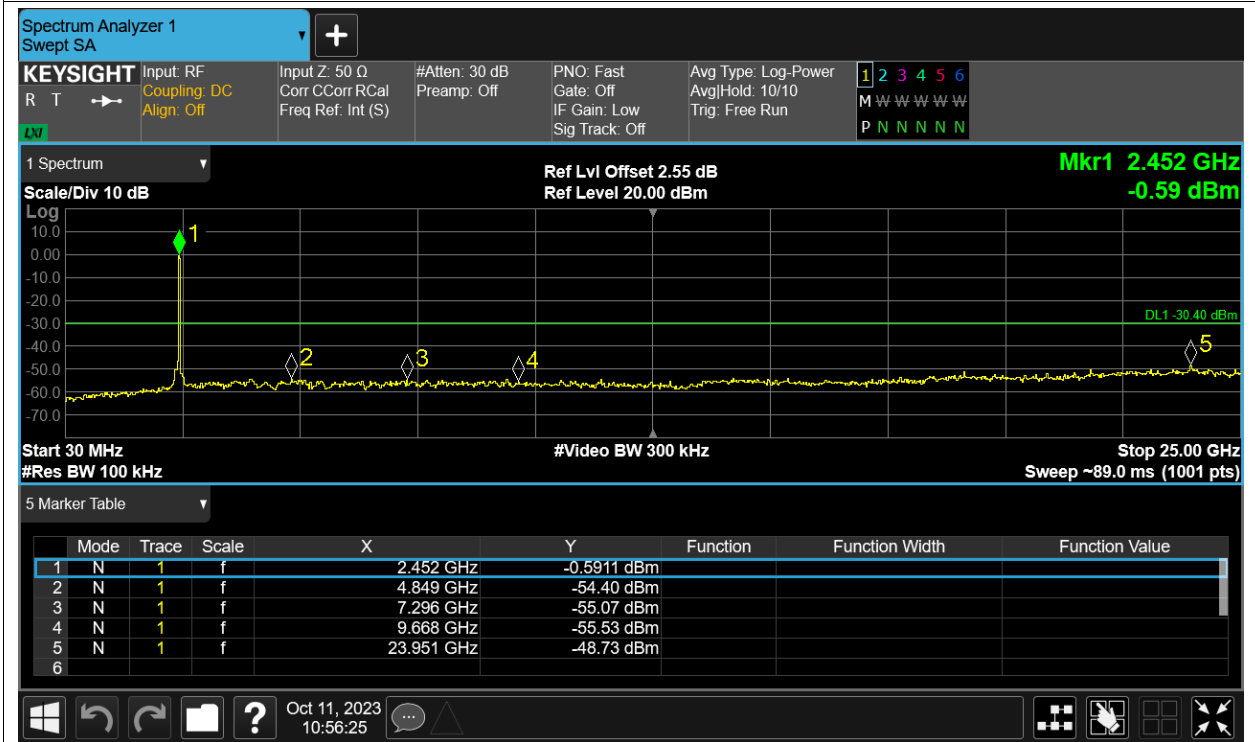 Spectrum Analyzer 1
Swept SA
KEYSIGHT
R T
LXI
Input: RF
Coupling: DC
Align: Off
Input Z: 50 Ω
Corr CCorr RCal
Freq Ref: Int (S)
#Atten: 30 dB
Preamp: Off
PNO: Fast
Gate: Off
IF Gain: Low
Sig Track: Off
Avg Type: Log-Power
Avg|Hold: 10/10
Trig: Free Run
1 2 3 4 5 6
M W W W W W
P N N N N N
1 Spectrum
Scale/Div 10 dB
Ref Lvl Offset 2.55 dB
Ref Level 20.00 dBm
Mkr1 2.452 GHz
-0.59 dBm
Log
10.0
0.00
-10.0
-20.0
-30.0
-40.0
-50.0
-60.0
-70.0
1
2
3
4
5
DL1 -30.40 dBm
Start 30 MHz
#Video BW 300 kHz
Stop 25.00 GHz
#Res BW 100 kHz
Sweep ~89.0 ms (1001 pts)
5 Marker Table
Mode Trace Scale X Y Function Function Width Function Value
1 N 1 f 2.452 GHz -0.5911 dBm
2 N 1 f 4.849 GHz -54.40 dBm
3 N 1 f 7.296 GHz -55.07 dBm
4 N 1 f 9.668 GHz -55.53 dBm
5 N 1 f 23.951 GHz -48.73 dBm
6
?
Oct 11, 2023
10:56:25